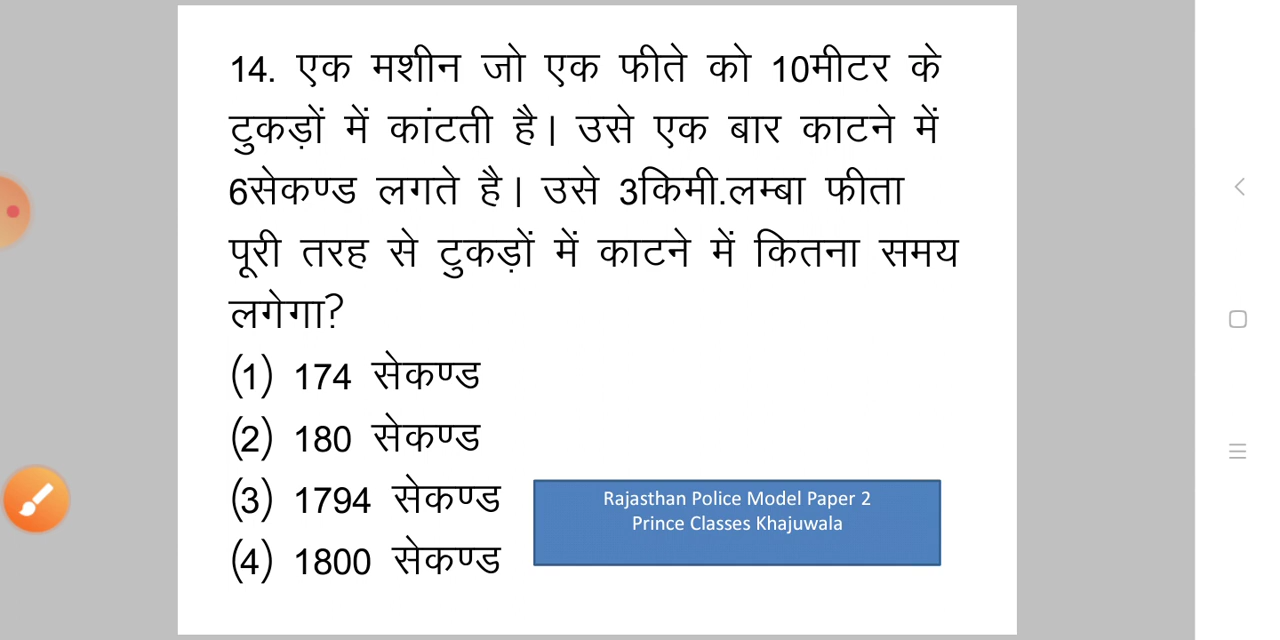 14. एक मशीन जो एक फीते को 10मीटर के
टुकड़ों में कांटती है। उसे एक बार काटने में
6सेकण्ड लगते है। उसे 3किमी.लम्बा फीता
पूरी तरह से टुकड़ों में काटने में कितना समय
लगेगा?
(1) 174 सेकण्ड
(2) 180 सेकण्ड
(3) 1794 सेकण्ड
(4) 1800 सेकण्ड
Rajasthan Police Model Paper 2
Prince Classes Khajuwala